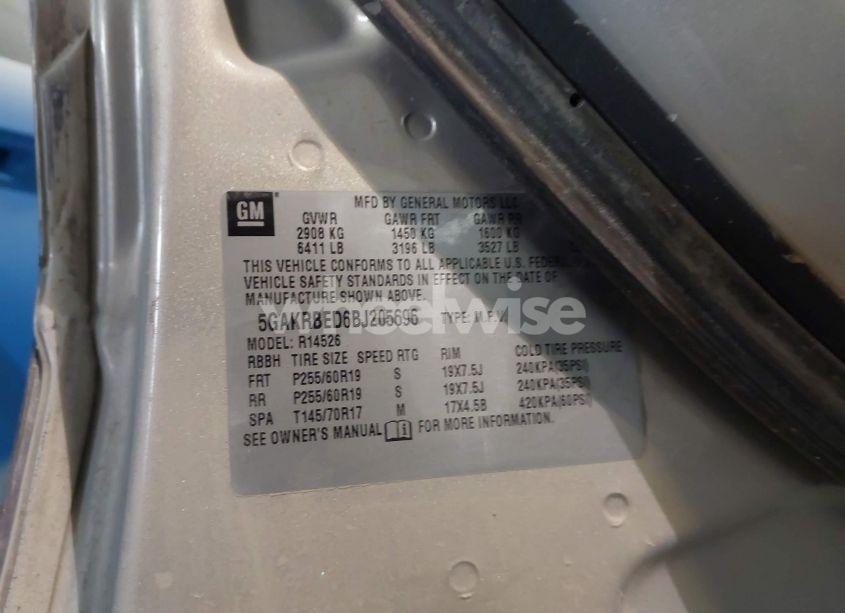 GM
MFD BY GENERAL MOTORS LLC
GVWR GAWR FRT GAWR RR
2908 KG 1450 KG 1600 KG
6411 LB 3196 LB 3527 LB
THIS VEHICLE CONFORMS TO ALL APPLICABLE U.S. FEDERAL
VEHICLE SAFETY STANDARDS IN EFFECT ON THE DATE OF
MANUFACTURE SHOWN ABOVE.
5GAKRBED6BJ205696 TYPE: M.P.V.
MODEL: R14526
RBBH TIRE SIZE SPEED RTG RIM COLD TIRE PRESSURE
FRT P255/60R19 S 19X7.5J 240KPA(35PSI)
RR P255/60R19 S 19X7.5J 240KPA(35PSI)
SPA T145/70R17 M 17X4.5B 420KPA(60PSI)
SEE OWNER'S MANUAL FOR MORE INFORMATION.